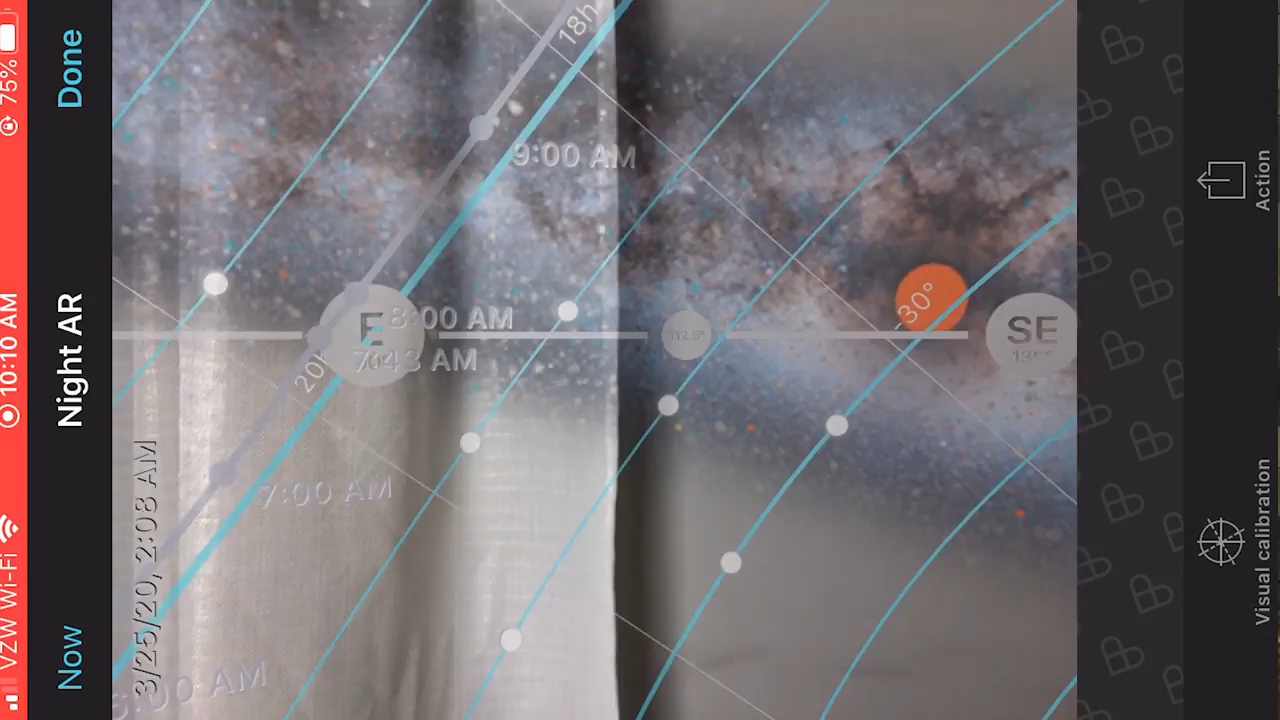 VZW Wi-Fi 10:10 AM 75%
Now Night AR Done
3/25/20, 2:08 AM
18h
9:00 AM
E
8:00 AM
7:43 AM
20h
7:00 AM
112.5°
30°
SE
135°
:00 AM
Visual calibration
Action